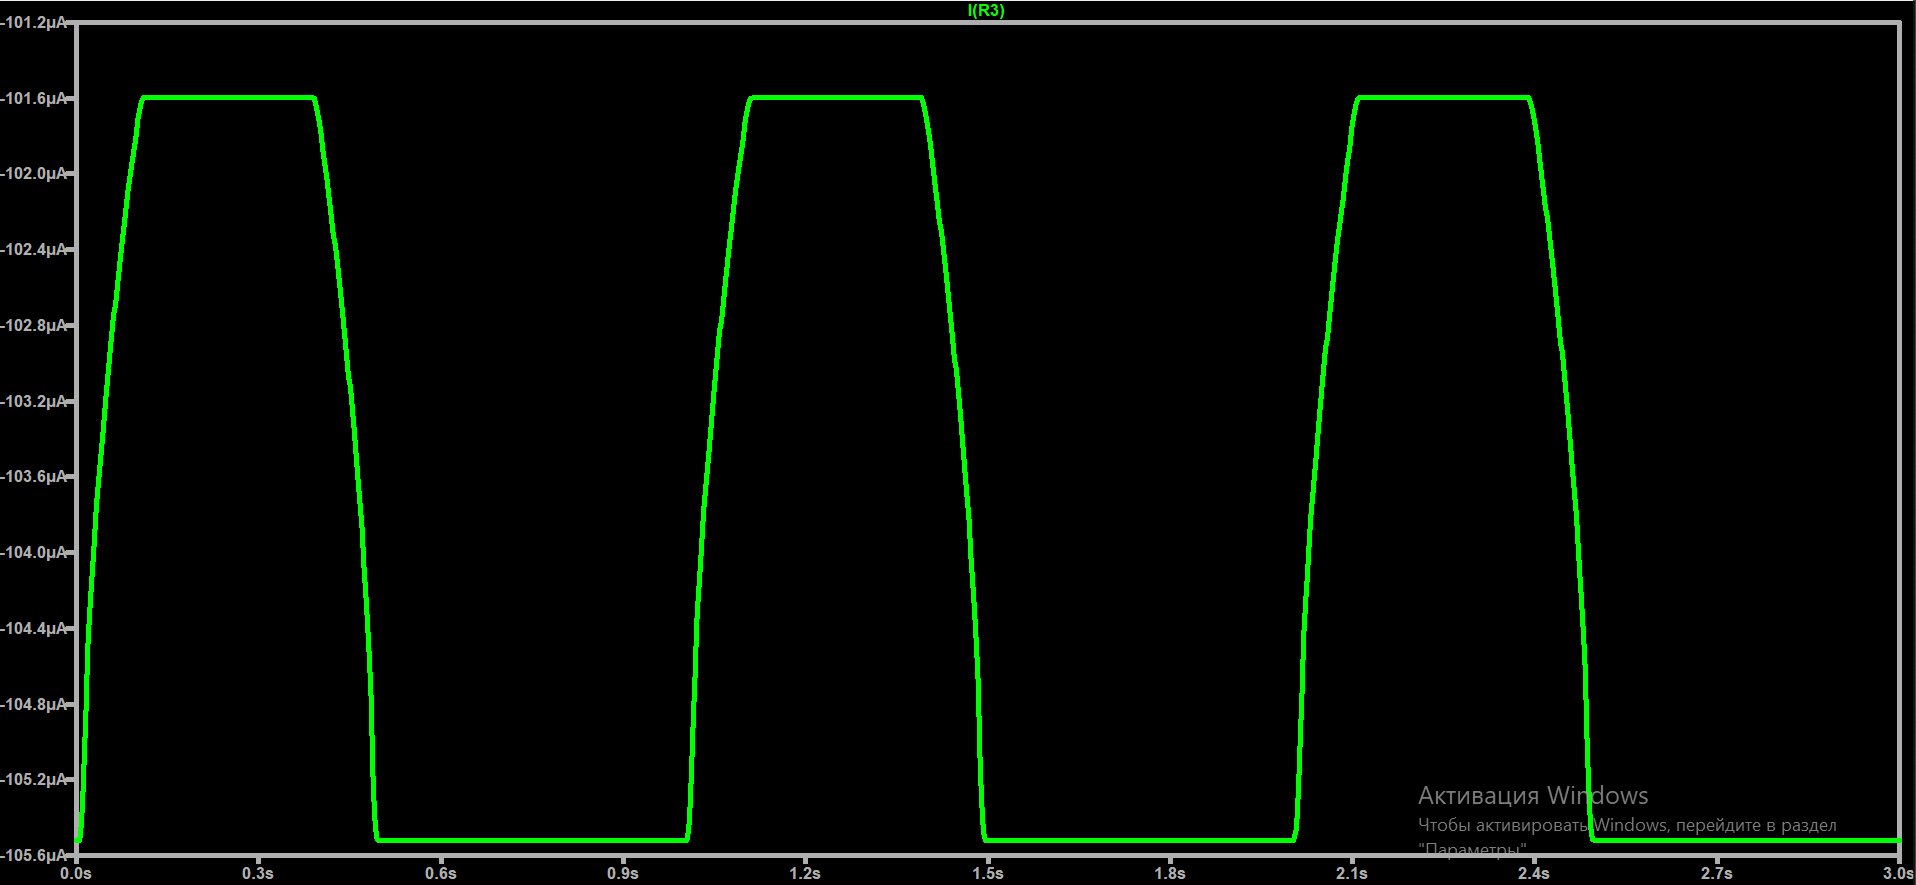 I(R3)
-101.2µA
-101.6µA
-102.0µA
-102.4µA
-102.8µA
-103.2µA
-103.6µA
-104.0µA
-104.4µA
-104.8µA
-105.2µA
-105.6µA
0.0s 0.3s 0.6s 0.9s 1.2s 1.5s 1.8s 2.1s 2.4s 2.7s 3.0s
Активация Windows
Чтобы активировать Windows, перейдите в раздел
"Параметры"